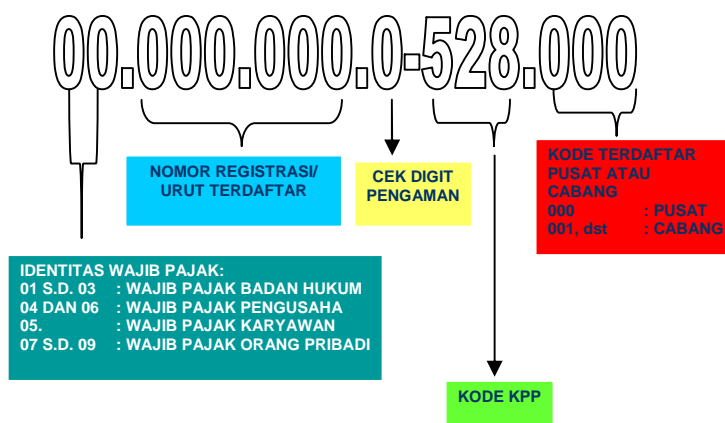 00.000.000.0-528.000
NOMOR REGISTRASI/
URUT TERDAFTAR
CEK DIGIT
PENGAMAN
KODE TERDAFTAR
PUSAT ATAU
CABANG
000 : PUSAT
001, dst : CABANG
IDENTITAS WAJIB PAJAK:
01 S.D. 03 : WAJIB PAJAK BADAN HUKUM
04 DAN 06 : WAJIB PAJAK PENGUSAHA
05. : WAJIB PAJAK KARYAWAN
07 S.D. 09 : WAJIB PAJAK ORANG PRIBADI
KODE KPP